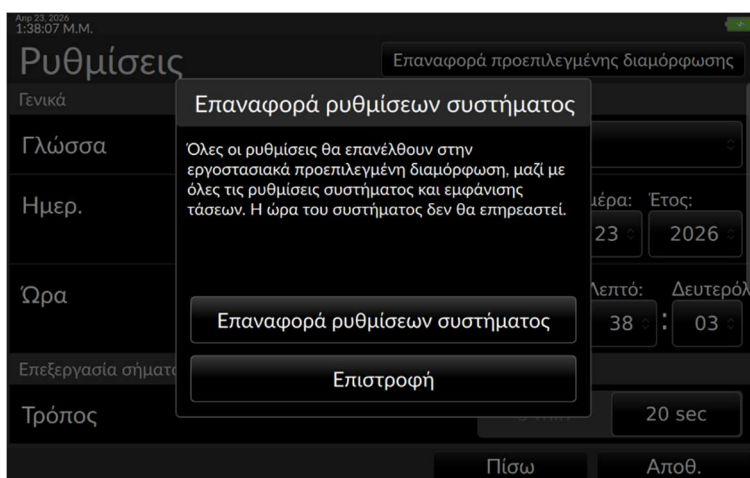 Απρ 23, 2026
1:38:07 Μ.Μ.
Ρυθμίσεις
Επαναφορά προεπιλεγμένης διαμόρφωσης
Γενικά
Επαναφορά ρυθμίσεων συστήματος
Γλώσσα
Όλες οι ρυθμίσεις θα επανέλθουν στην
εργοστασιακά προεπιλεγμένη διαμόρφωση, μαζί με
όλες τις ρυθμίσεις συστήματος και εμφάνισης
τάσεων. Η ώρα του συστήματος δεν θα επηρεαστεί.
Ημερ.
Έτος:
23 2026
Ώρα
38 : 03
Επαναφορά ρυθμίσεων συστήματος
Επιστροφή
Τρόπος
20 sec
Πίσω Αποθ.